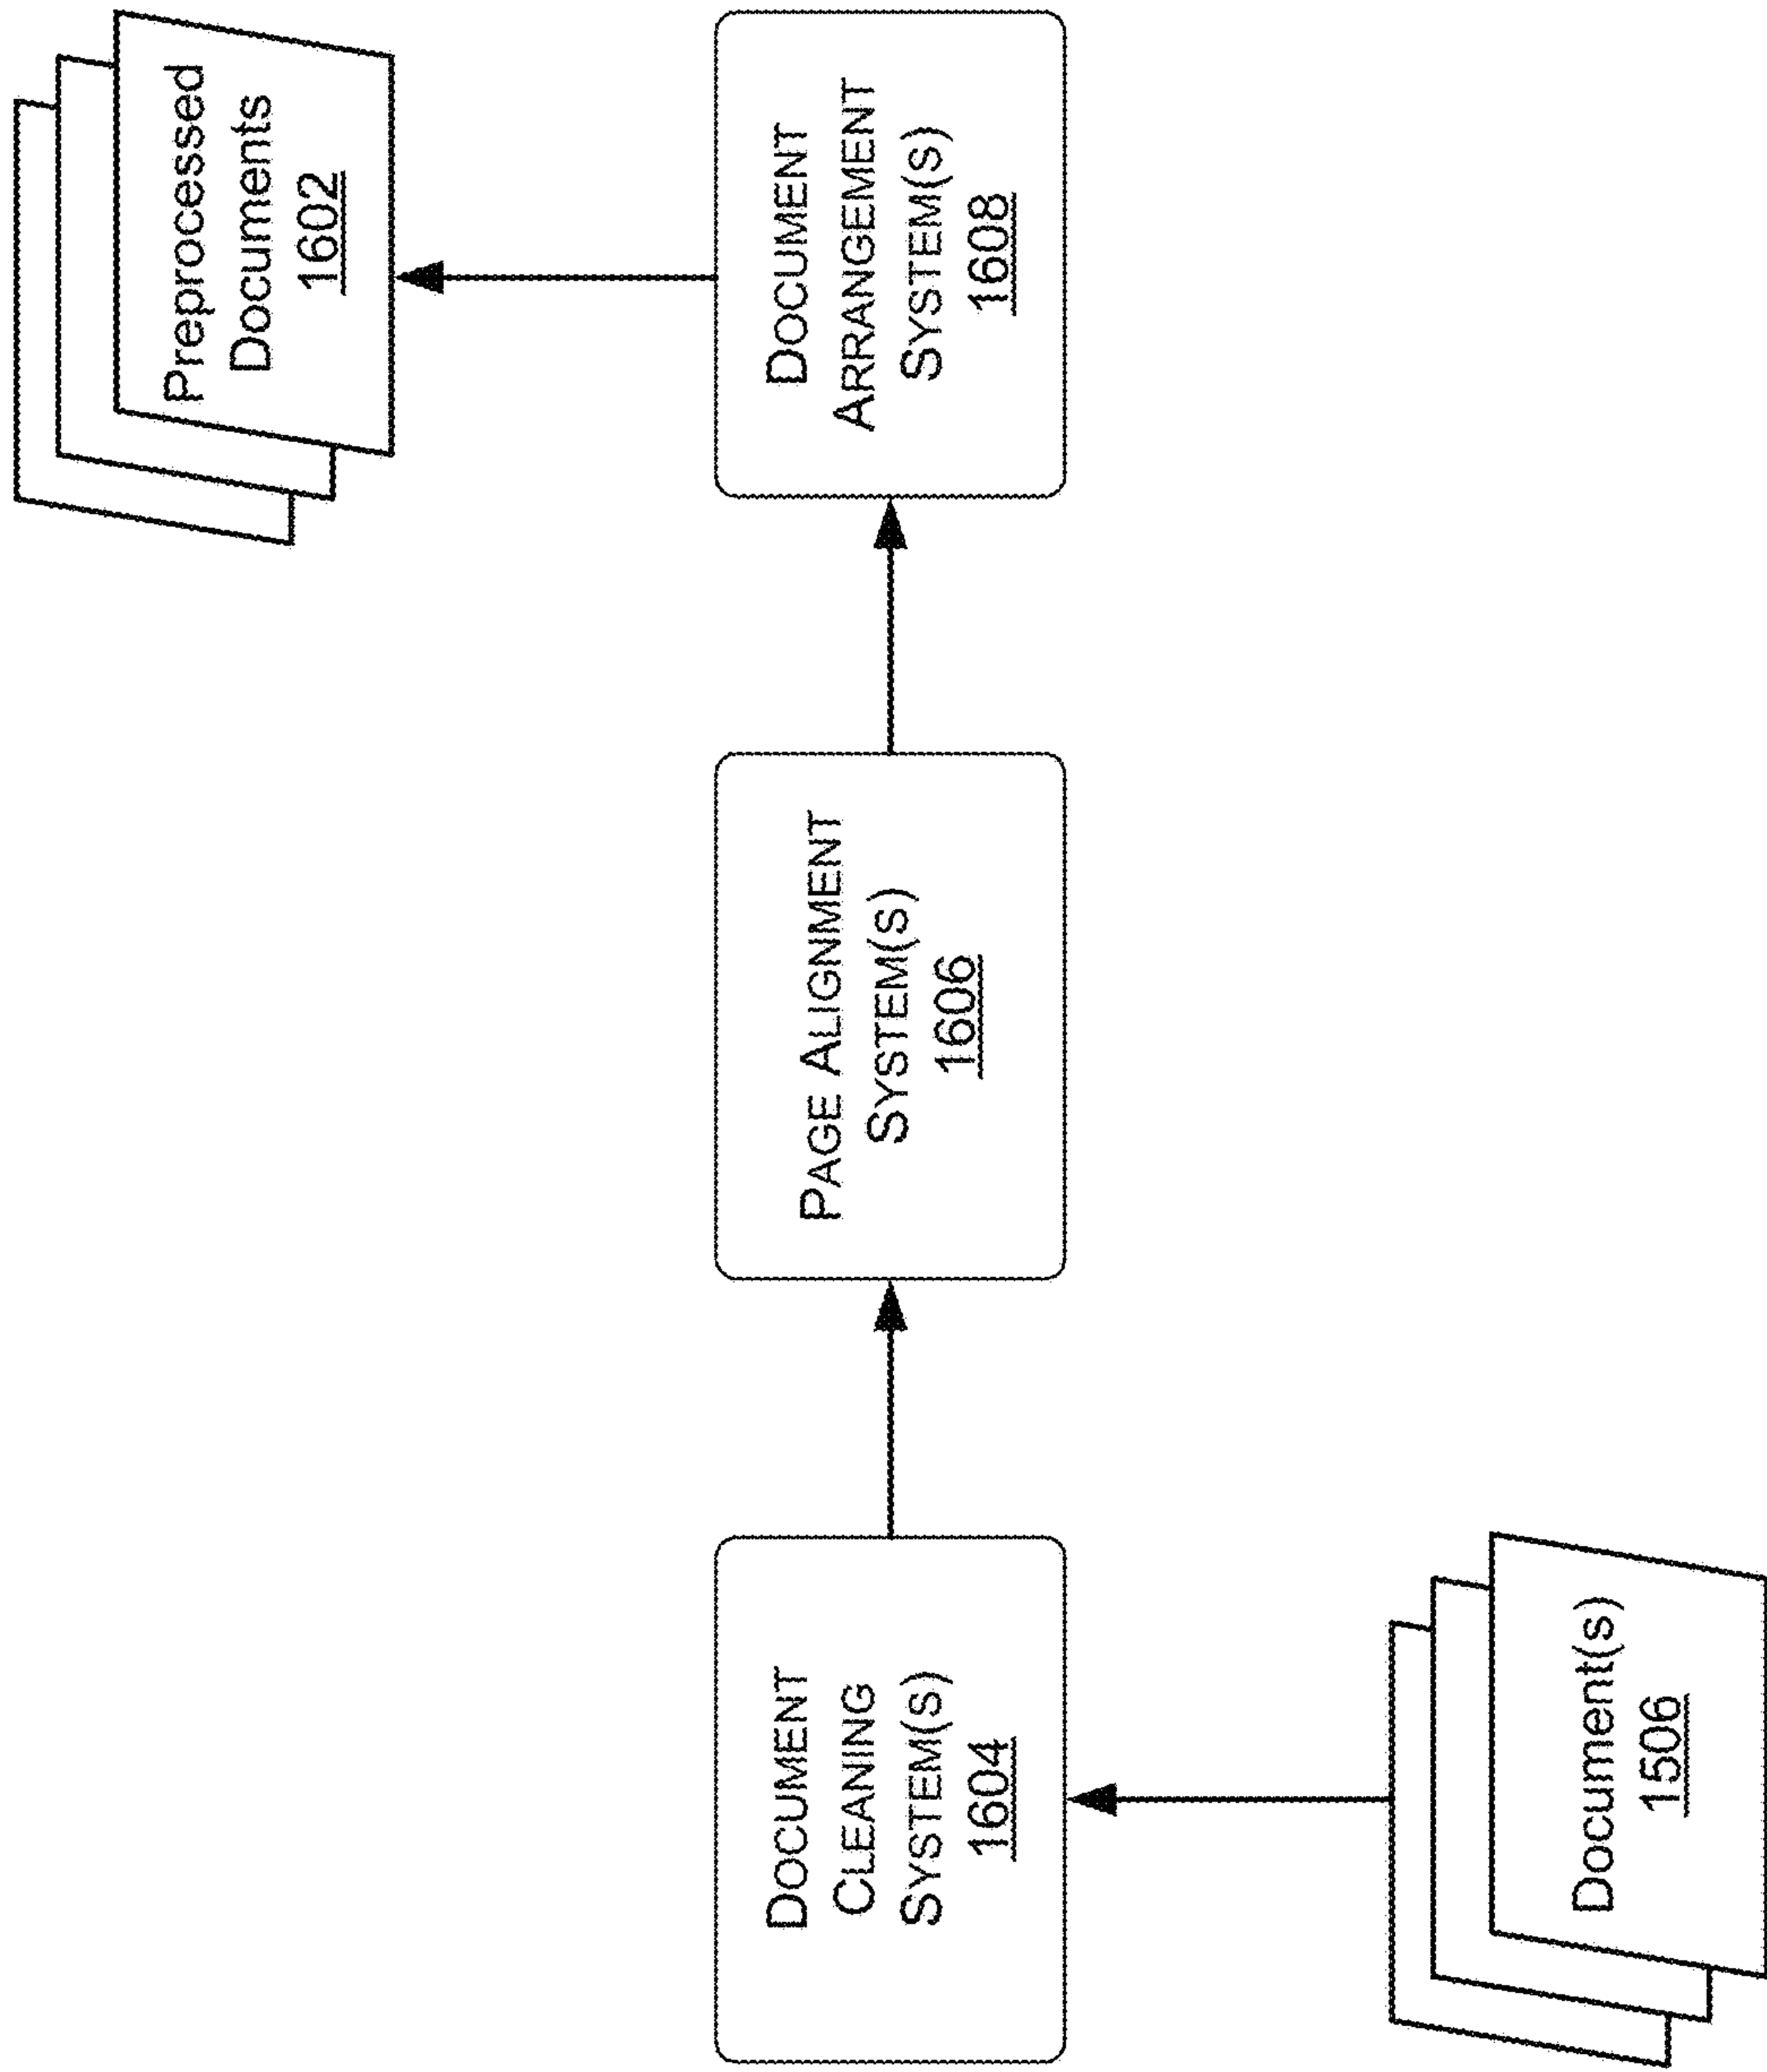 Preprocessed
Documents
1602
DOCUMENT
ARRANGEMENT
SYSTEM(S)
1608
PAGE ALIGNMENT
SYSTEM(S)
1606
DOCUMENT
CLEANING
SYSTEM(S)
1604
Document(s)
1506